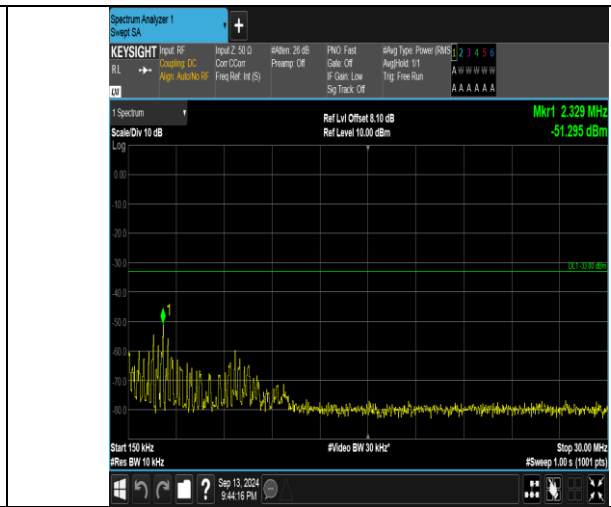 Spectrum Analyzer 1
Swept SA
KEYSIGHT
RL
LXI
Input: RF
Coupling: DC
Align: Auto/No RF
Input Z: 50 Ω
Corr CCorr
Freq Ref: Int (S)
#Atten: 26 dB
Preamp: Off
PNO: Fast
Gate: Off
IF Gain: Low
Sig Track: Off
#Avg Type: Power (RMS
Avg|Hold: 1/1
Trig: Free Run
1 2 3 4 5 6
A W W W W W
A A A A A A
1 Spectrum
Scale/Div 10 dB
Log
Ref Lvl Offset 8.10 dB
Ref Level 10.00 dBm
Mkr1 2.329 MHz
-51.295 dBm
0.00
-10.0
-20.0
-30.0
DL1 -33.00 dBm
-40.0
1
-50.0
-60.0
-70.0
-80.0
Start 150 kHz
#Res BW 10 kHz
#Video BW 30 kHz*
Stop 30.00 MHz
#Sweep 1.00 s (1001 pts)
?
Sep 13, 2024
9:44:16 PM